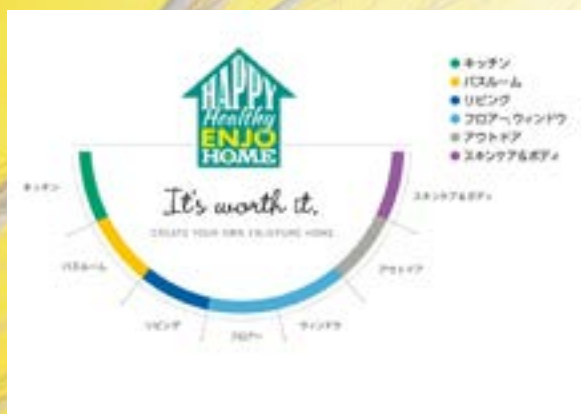 HAPPY
Healthy
ENJO
HOME
キッチン
バスルーム
リビング
フロアー、ウィンドウ
アウトドア
スキンケア&ボディ
It's worth it.
CREATE YOUR OWN ENJOPURE HOME
キッチン
バスルーム
リビング
フロアー
ウィンドウ
アウトドア
スキンケア&ボディ